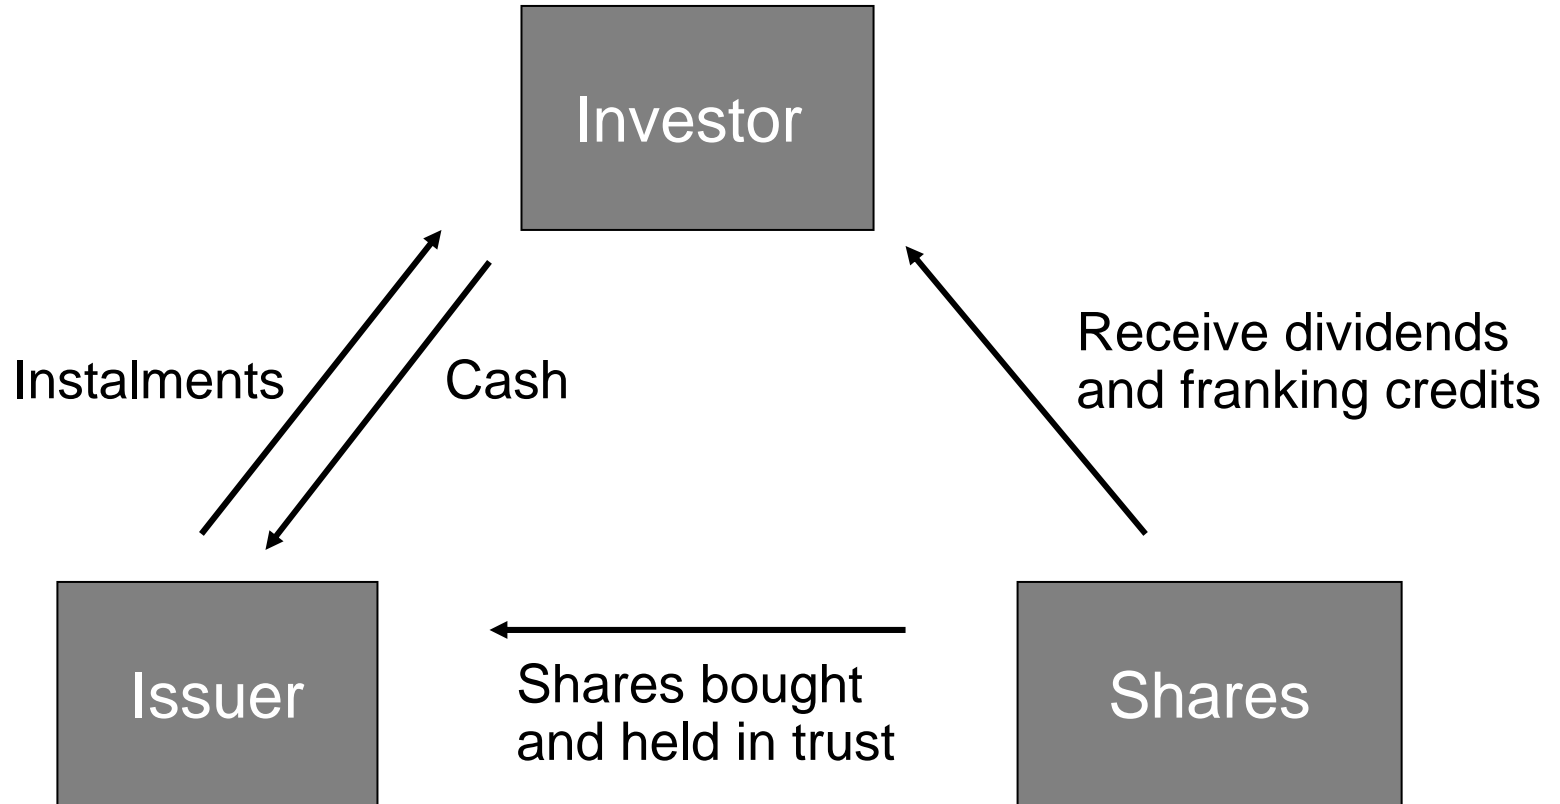 Investor
Instalments
Cash
Receive dividends
and franking credits
Issuer
Shares bought
and held in trust
Shares